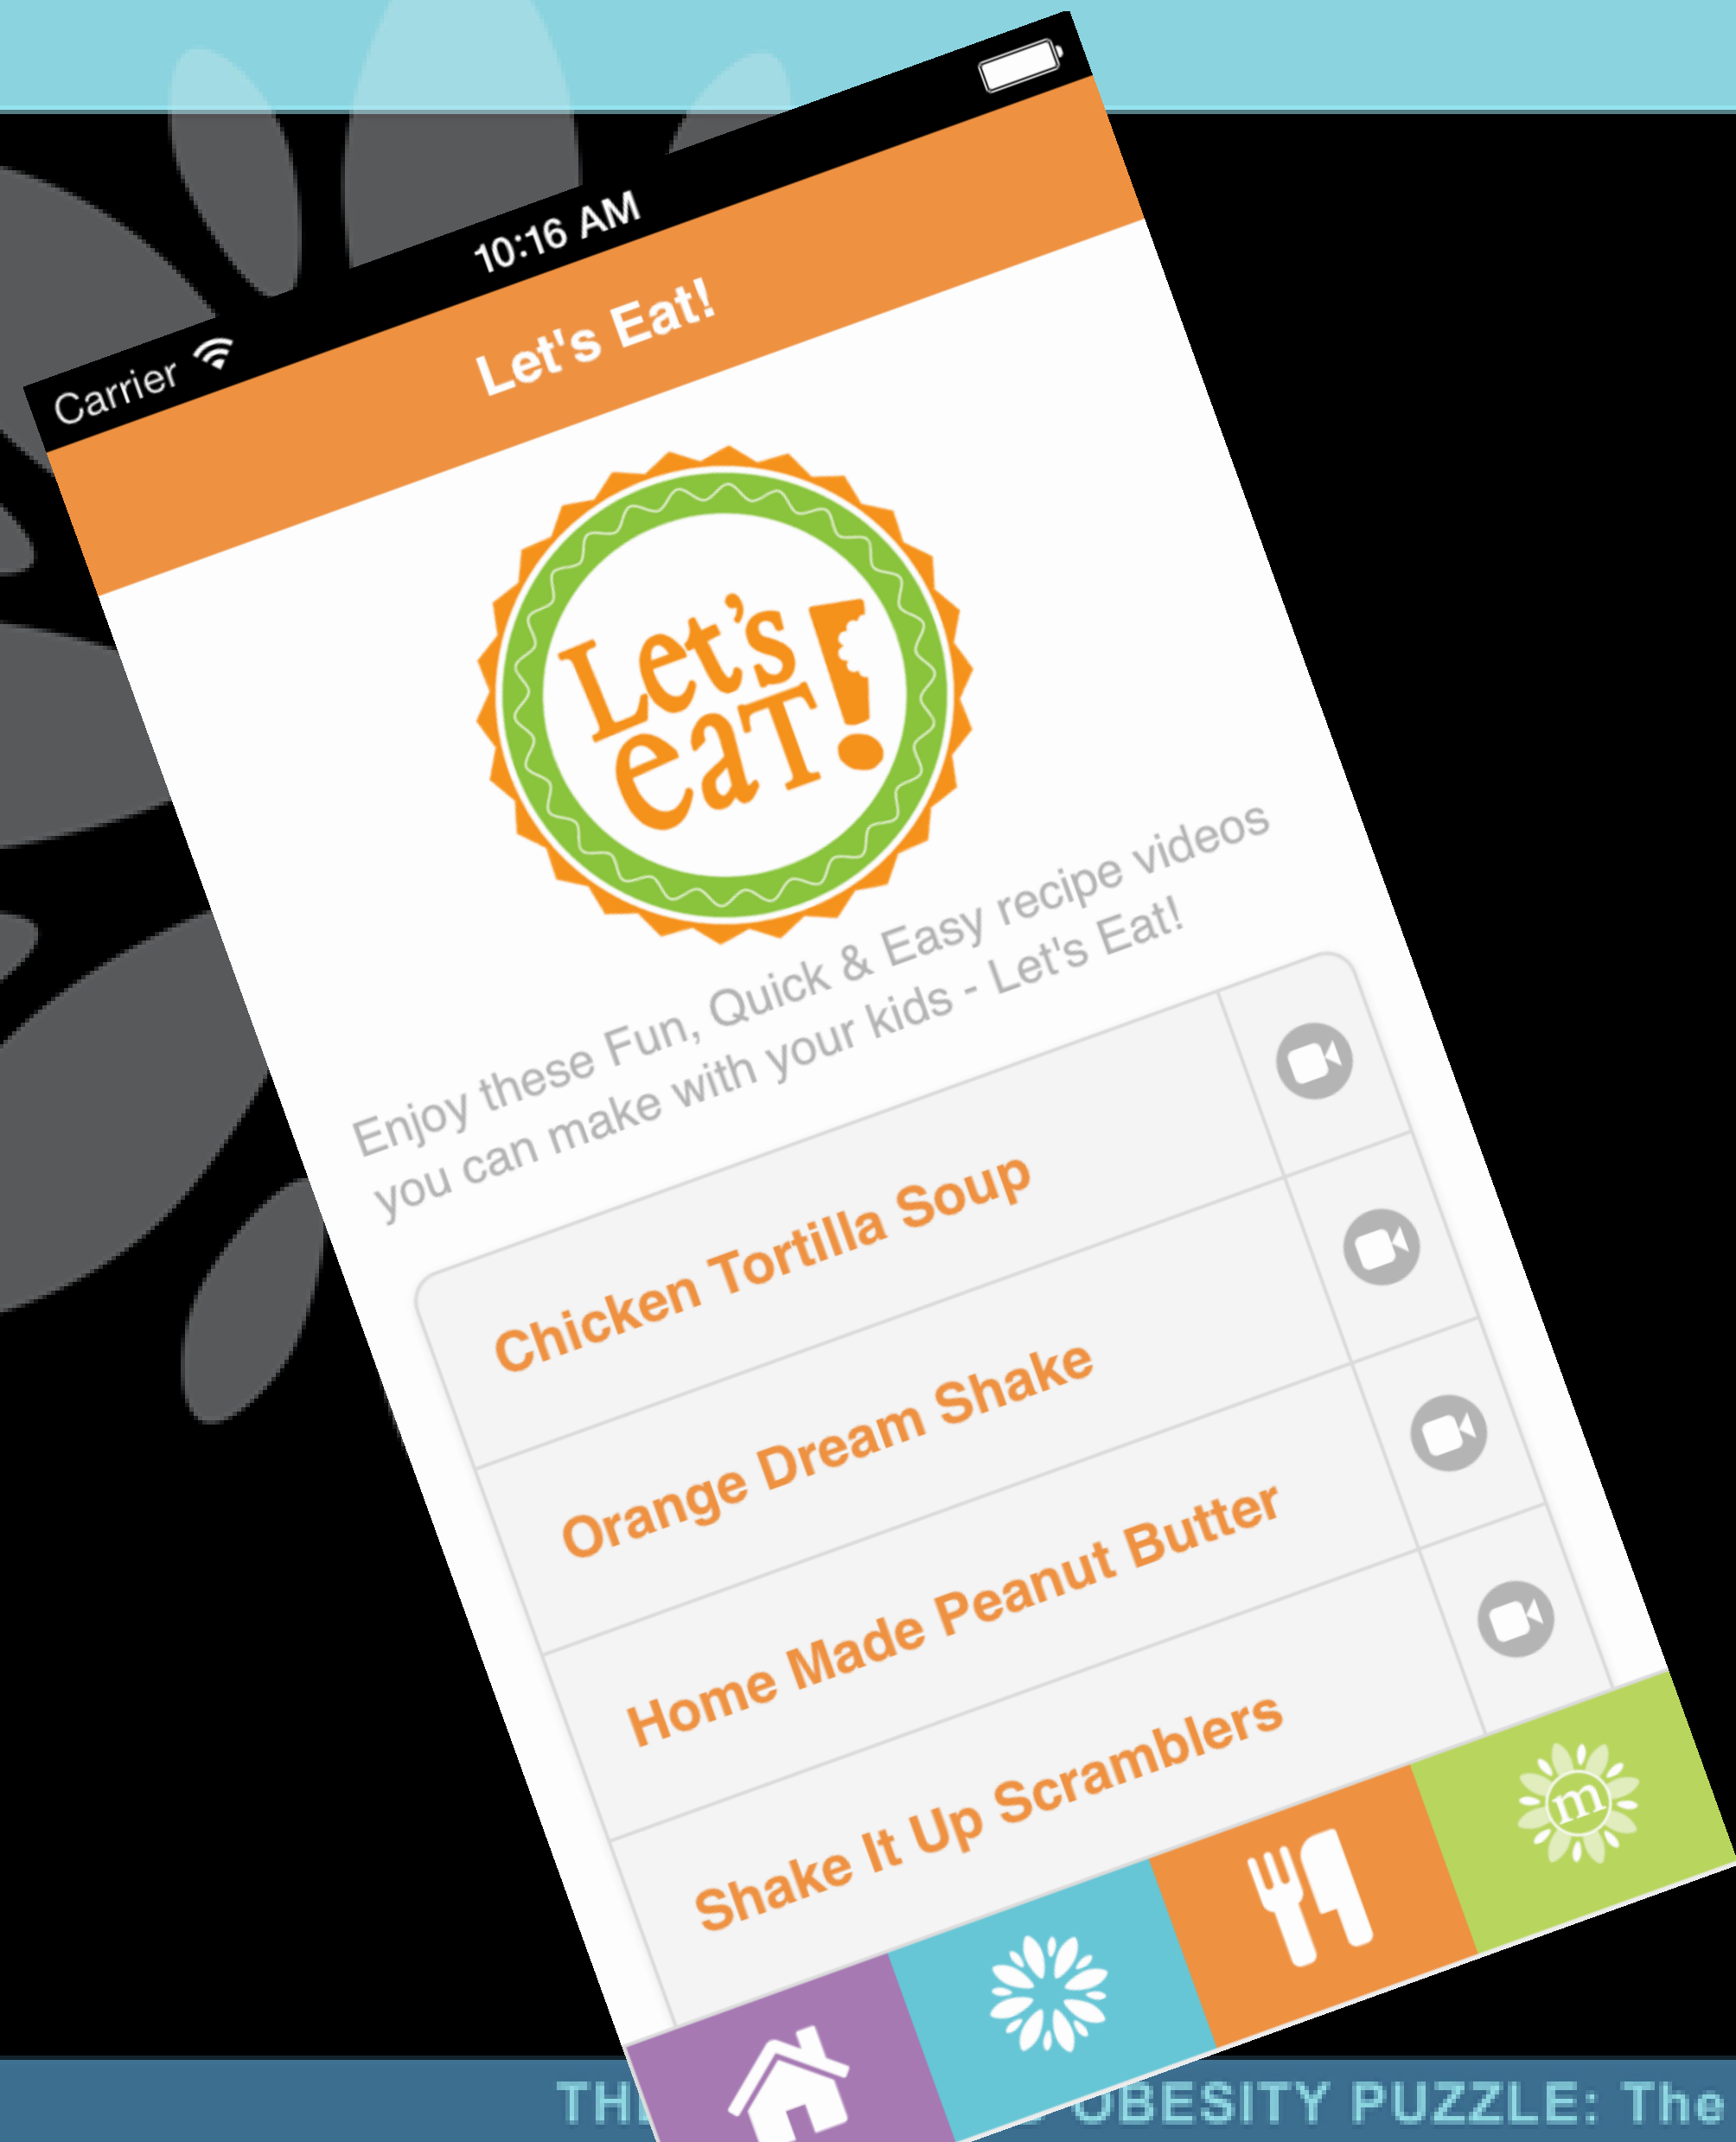 10:16 AM
Carrier
Let's Eat!
Let's
eat!
Enjoy these Fun, Quick & Easy recipe videos
you can make with your kids - Let's Eat!
Chicken Tortilla Soup
Orange Dream Shake
Home Made Peanut Butter
Shake It Up Scramblers
m
OBESITY PUZZLE: The